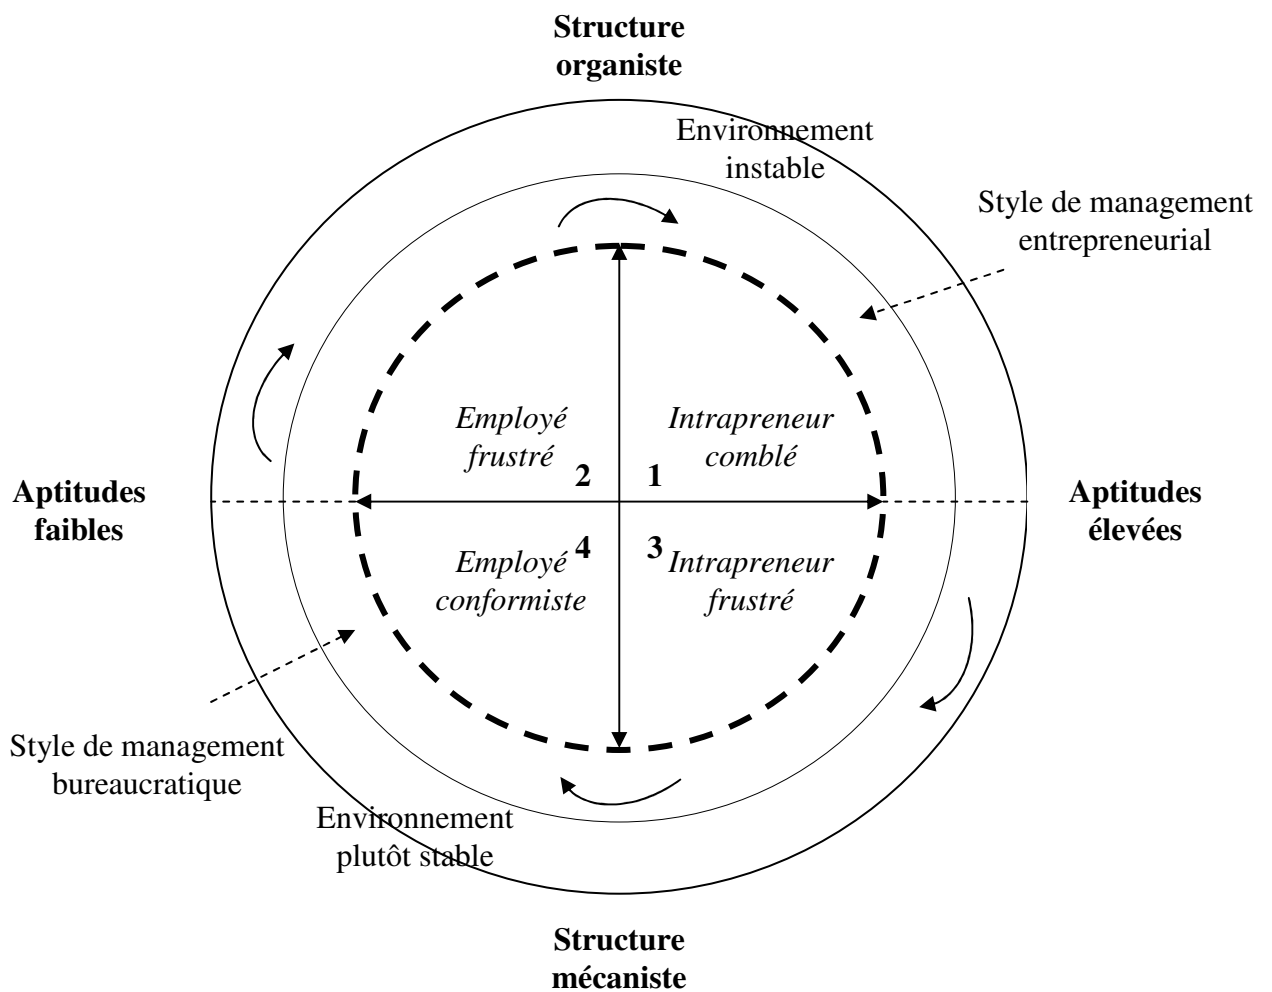 Structure
organiste
Environnement
instable
Style de management
entrepreneurial
Employé
frustré
2
Intrapreneur
comblé
1
Aptitudes
faibles
Aptitudes
élevées
Employé
conformiste
4
3
Intrapreneur
frustré
Style de management
bureaucratique
Environnement
plutôt stable
Structure
mécaniste